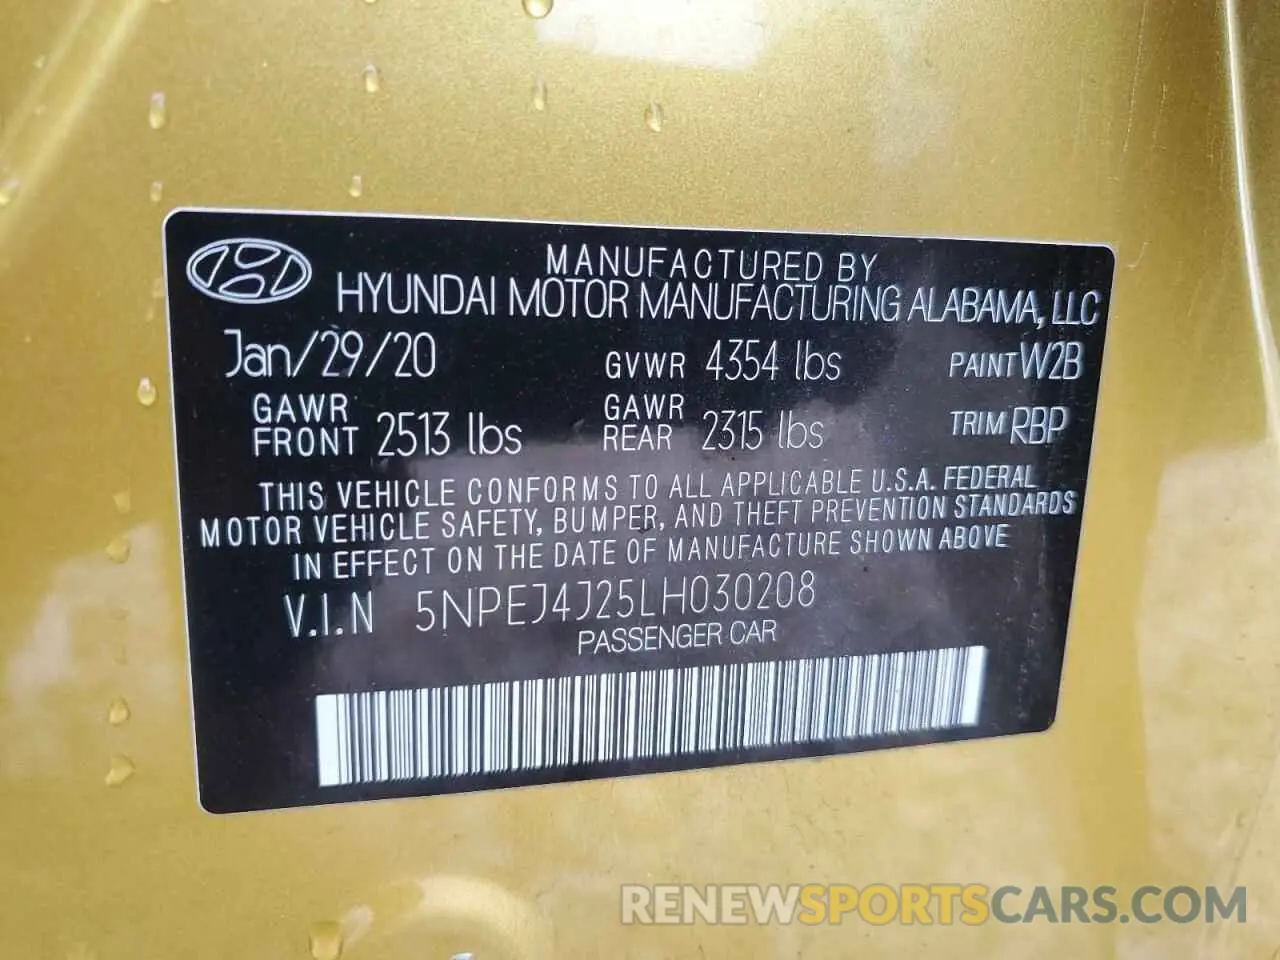 MANUFACTURED BY
HYUNDAI MOTOR MANUFACTURING ALABAMA, LLC
Jan/29/20 GVWR 4354 lbs PAINT W2B
GAWR FRONT 2513 lbs GAWR REAR 2315 lbs TRIM RBP
THIS VEHICLE CONFORMS TO ALL APPLICABLE U.S.A. FEDERAL
MOTOR VEHICLE SAFETY, BUMPER, AND THEFT PREVENTION STANDARDS
IN EFFECT ON THE DATE OF MANUFACTURE SHOWN ABOVE
V.I.N 5NPEJ4J25LH030208
PASSENGER CAR
RENEWSPORTSCARS.COM